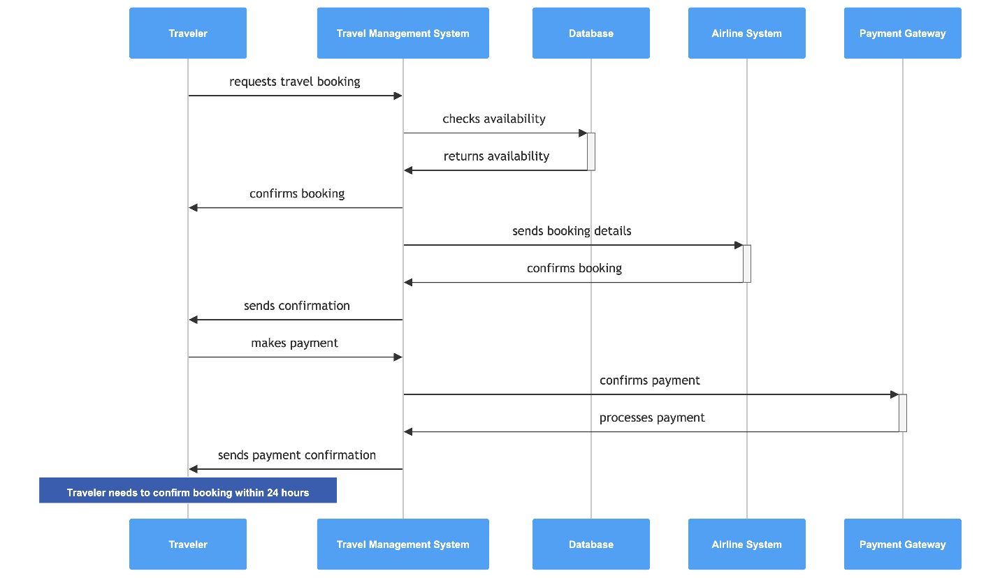 Traveler
Travel Management System
Database
Airline System
Payment Gateway
requests travel booking
checks availability
returns availability
confirms booking
sends booking details
confirms booking
sends confirmation
makes payment
confirms payment
processes payment
sends payment confirmation
Traveler needs to confirm booking within 24 hours
Traveler
Travel Management System
Database
Airline System
Payment Gateway